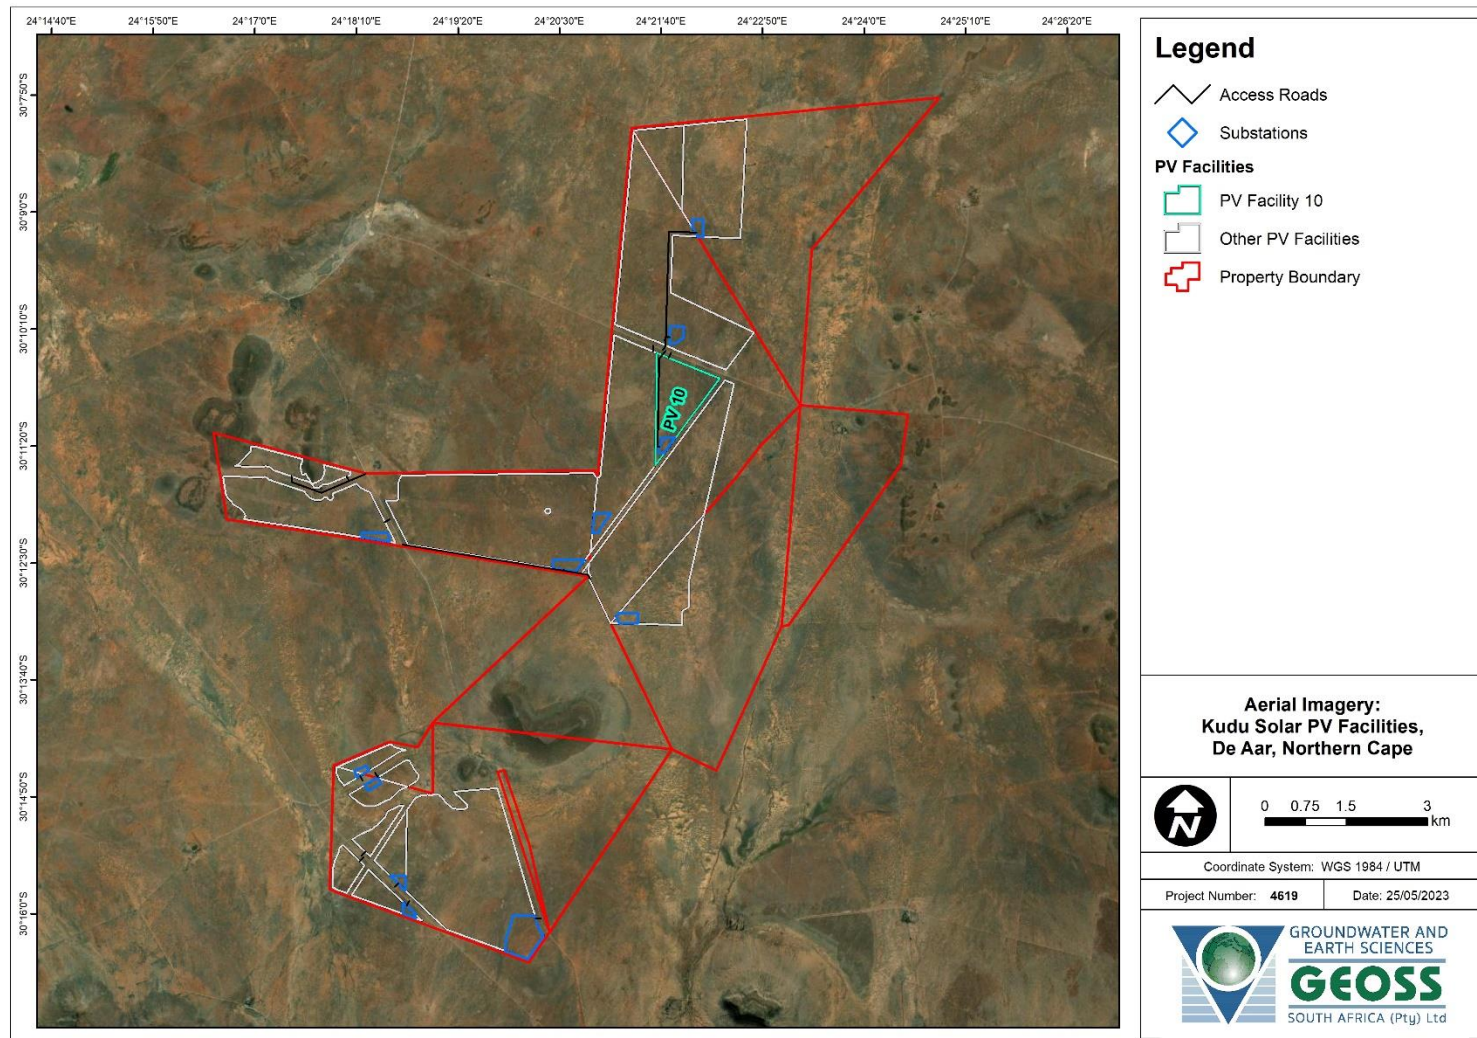 24°14'40"E
24°15'50"E
24°17'0"E
24°18'10"E
24°19'20"E
24°20'30"E
24°21'40"E
24°22'50"E
24°24'0"E
24°25'10"E
24°26'20"E
30°7'50"S
30°9'0"S
30°10'10"S
30°11'20"S
30°12'30"S
30°13'40"S
30°14'50"S
30°16'0"S
PV 10
Legend
Access Roads
Substations
PV Facilities
PV Facility 10
Other PV Facilities
Property Boundary
Aerial Imagery:
Kudu Solar PV Facilities,
De Aar, Northern Cape
N
0 0.75 1.5 3
km
Coordinate System: WGS 1984 / UTM
Project Number: 4619
Date: 25/05/2023
GROUNDWATER AND
EARTH SCIENCES
GEOSS
SOUTH AFRICA (Pty) Ltd